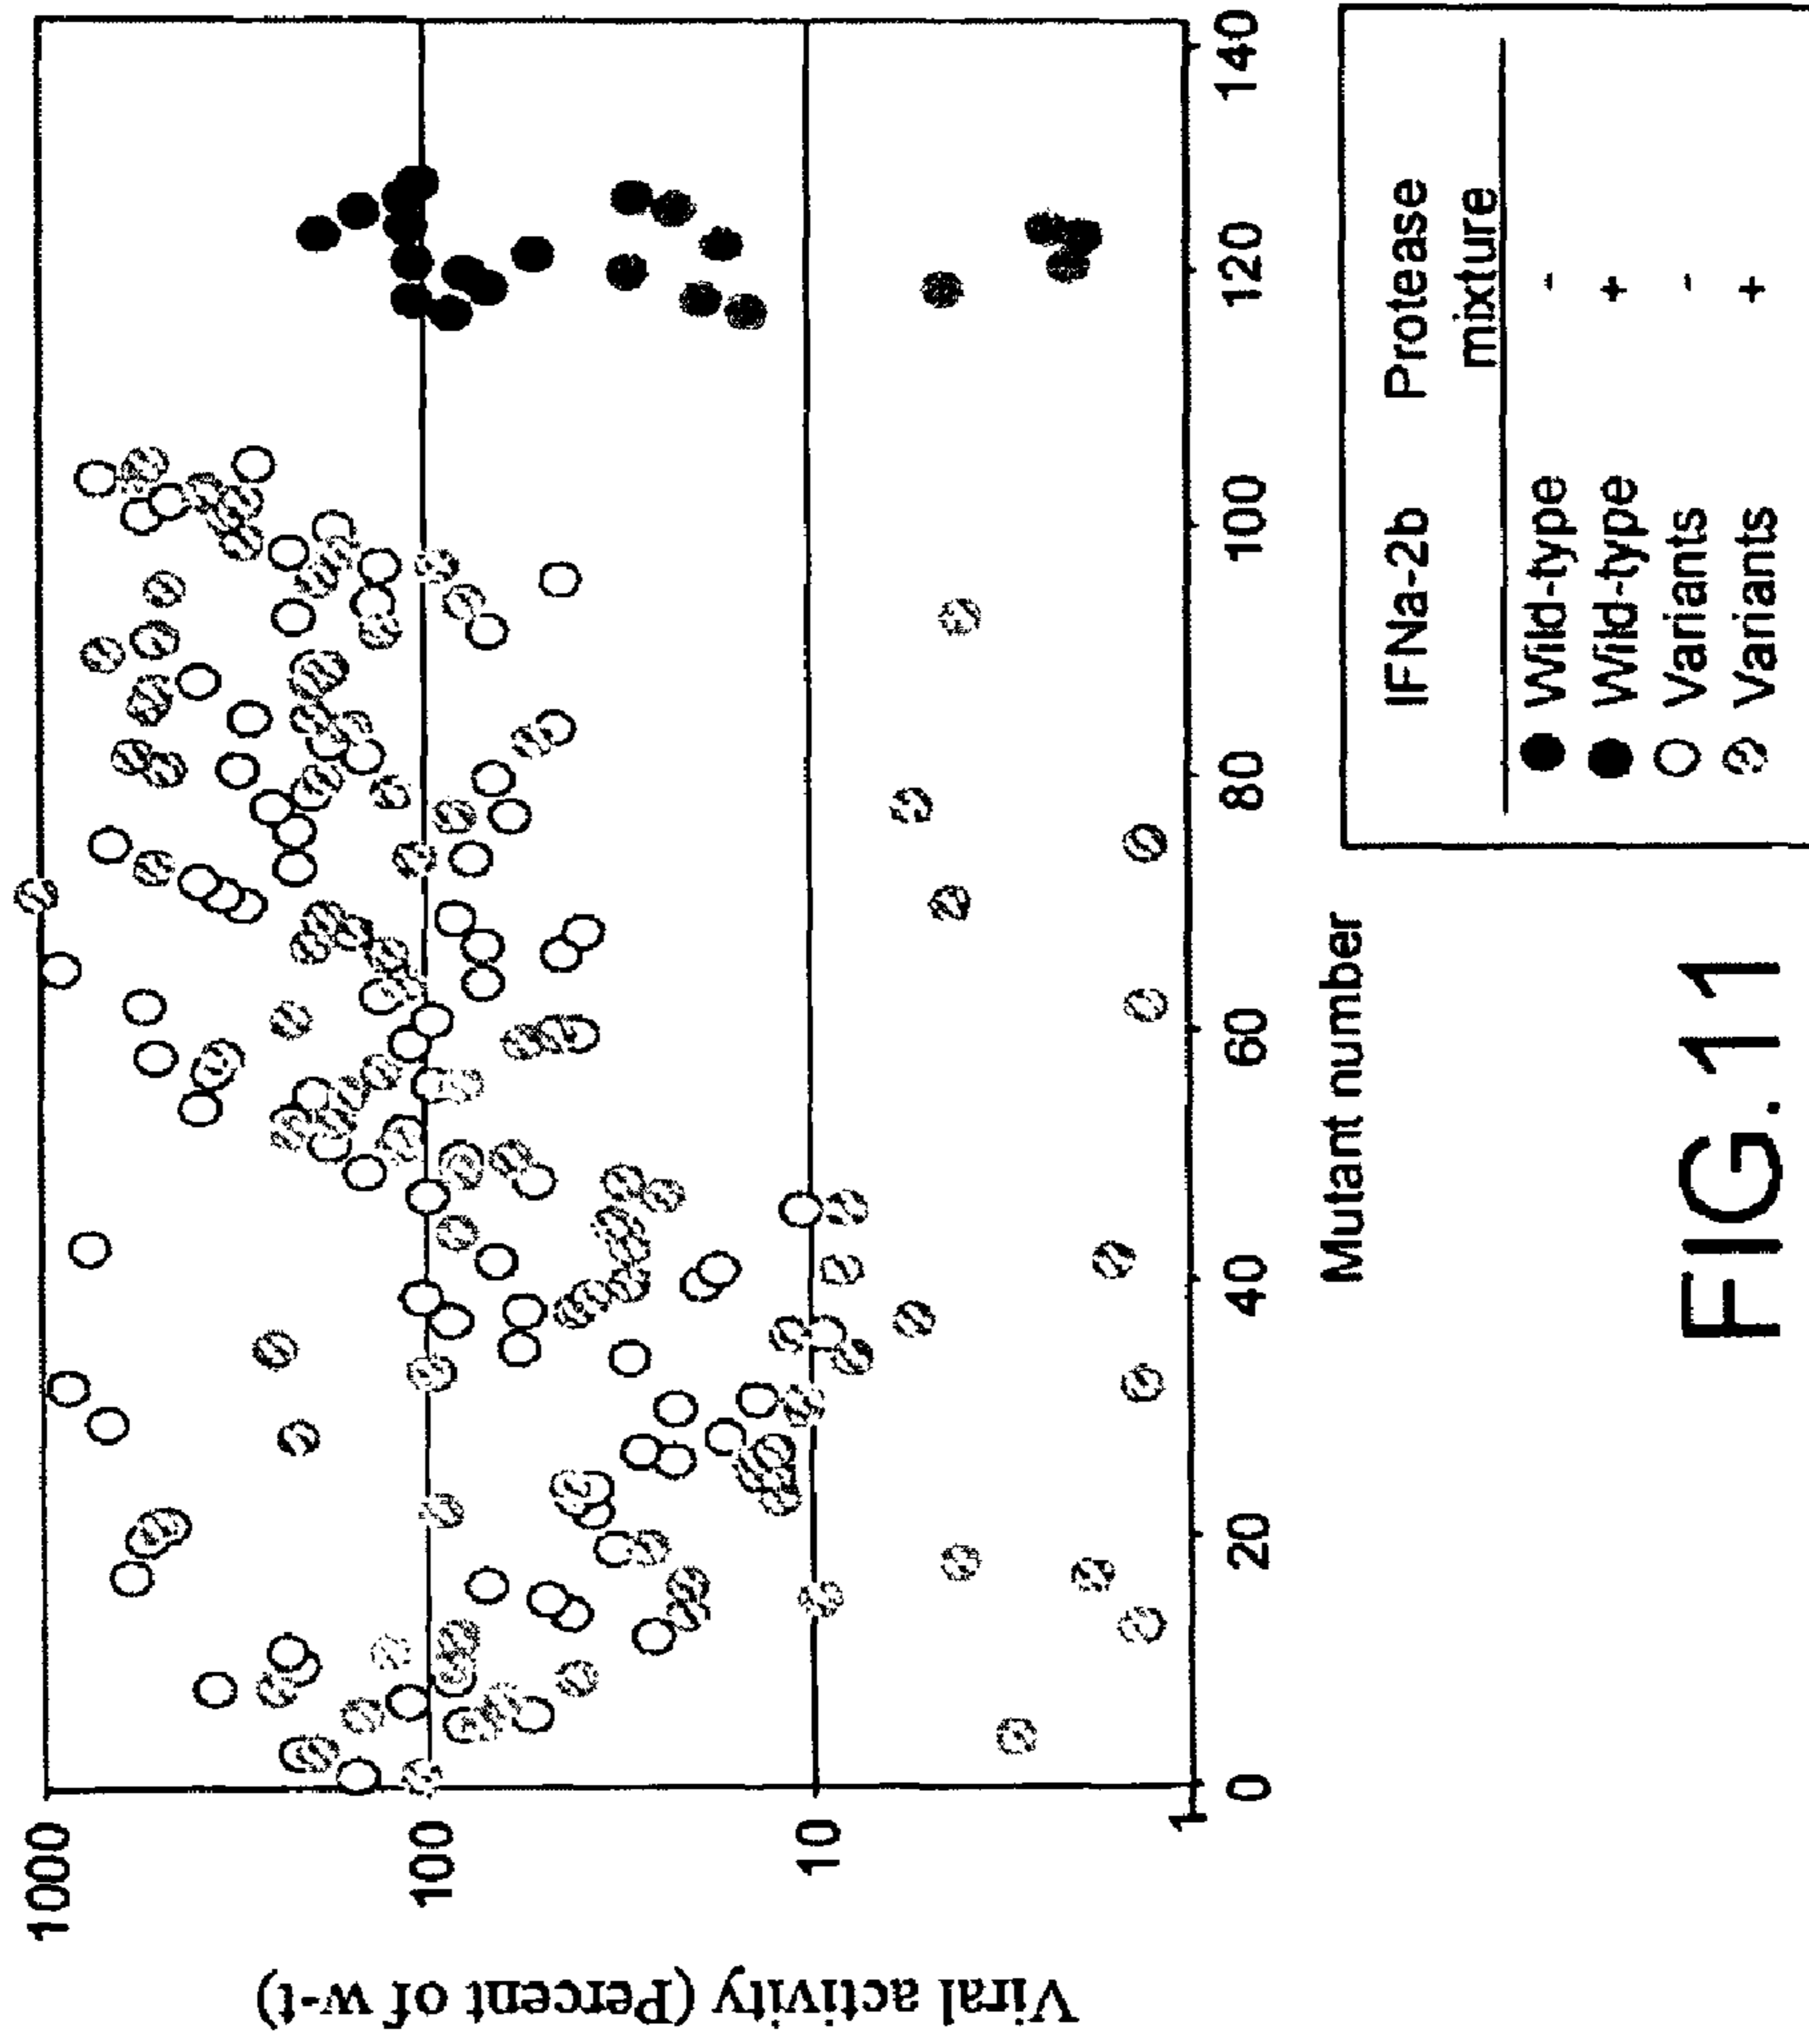 Viral activity (Percent of w-t)
1000
100
10
1
0
20
40
60
80
100
120
140
Mutant number
IFNa-2b Protease
mixture
Wild-type -
Wild-type +
Variants -
Variants +
FIG.11